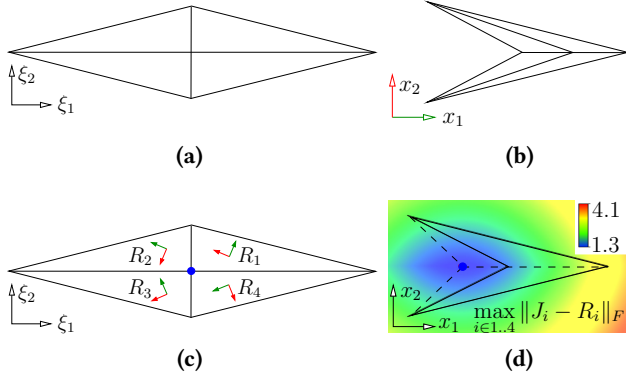 ξ₂
ξ₁
(a)
x₂
x₁
(b)
R₂
R₁
R₃
R₄
ξ₂
ξ₁
(c)
4.1
1.3
x₂
x₁
max ‖Jᵢ − Rᵢ‖_F
i∈1..4
(d)